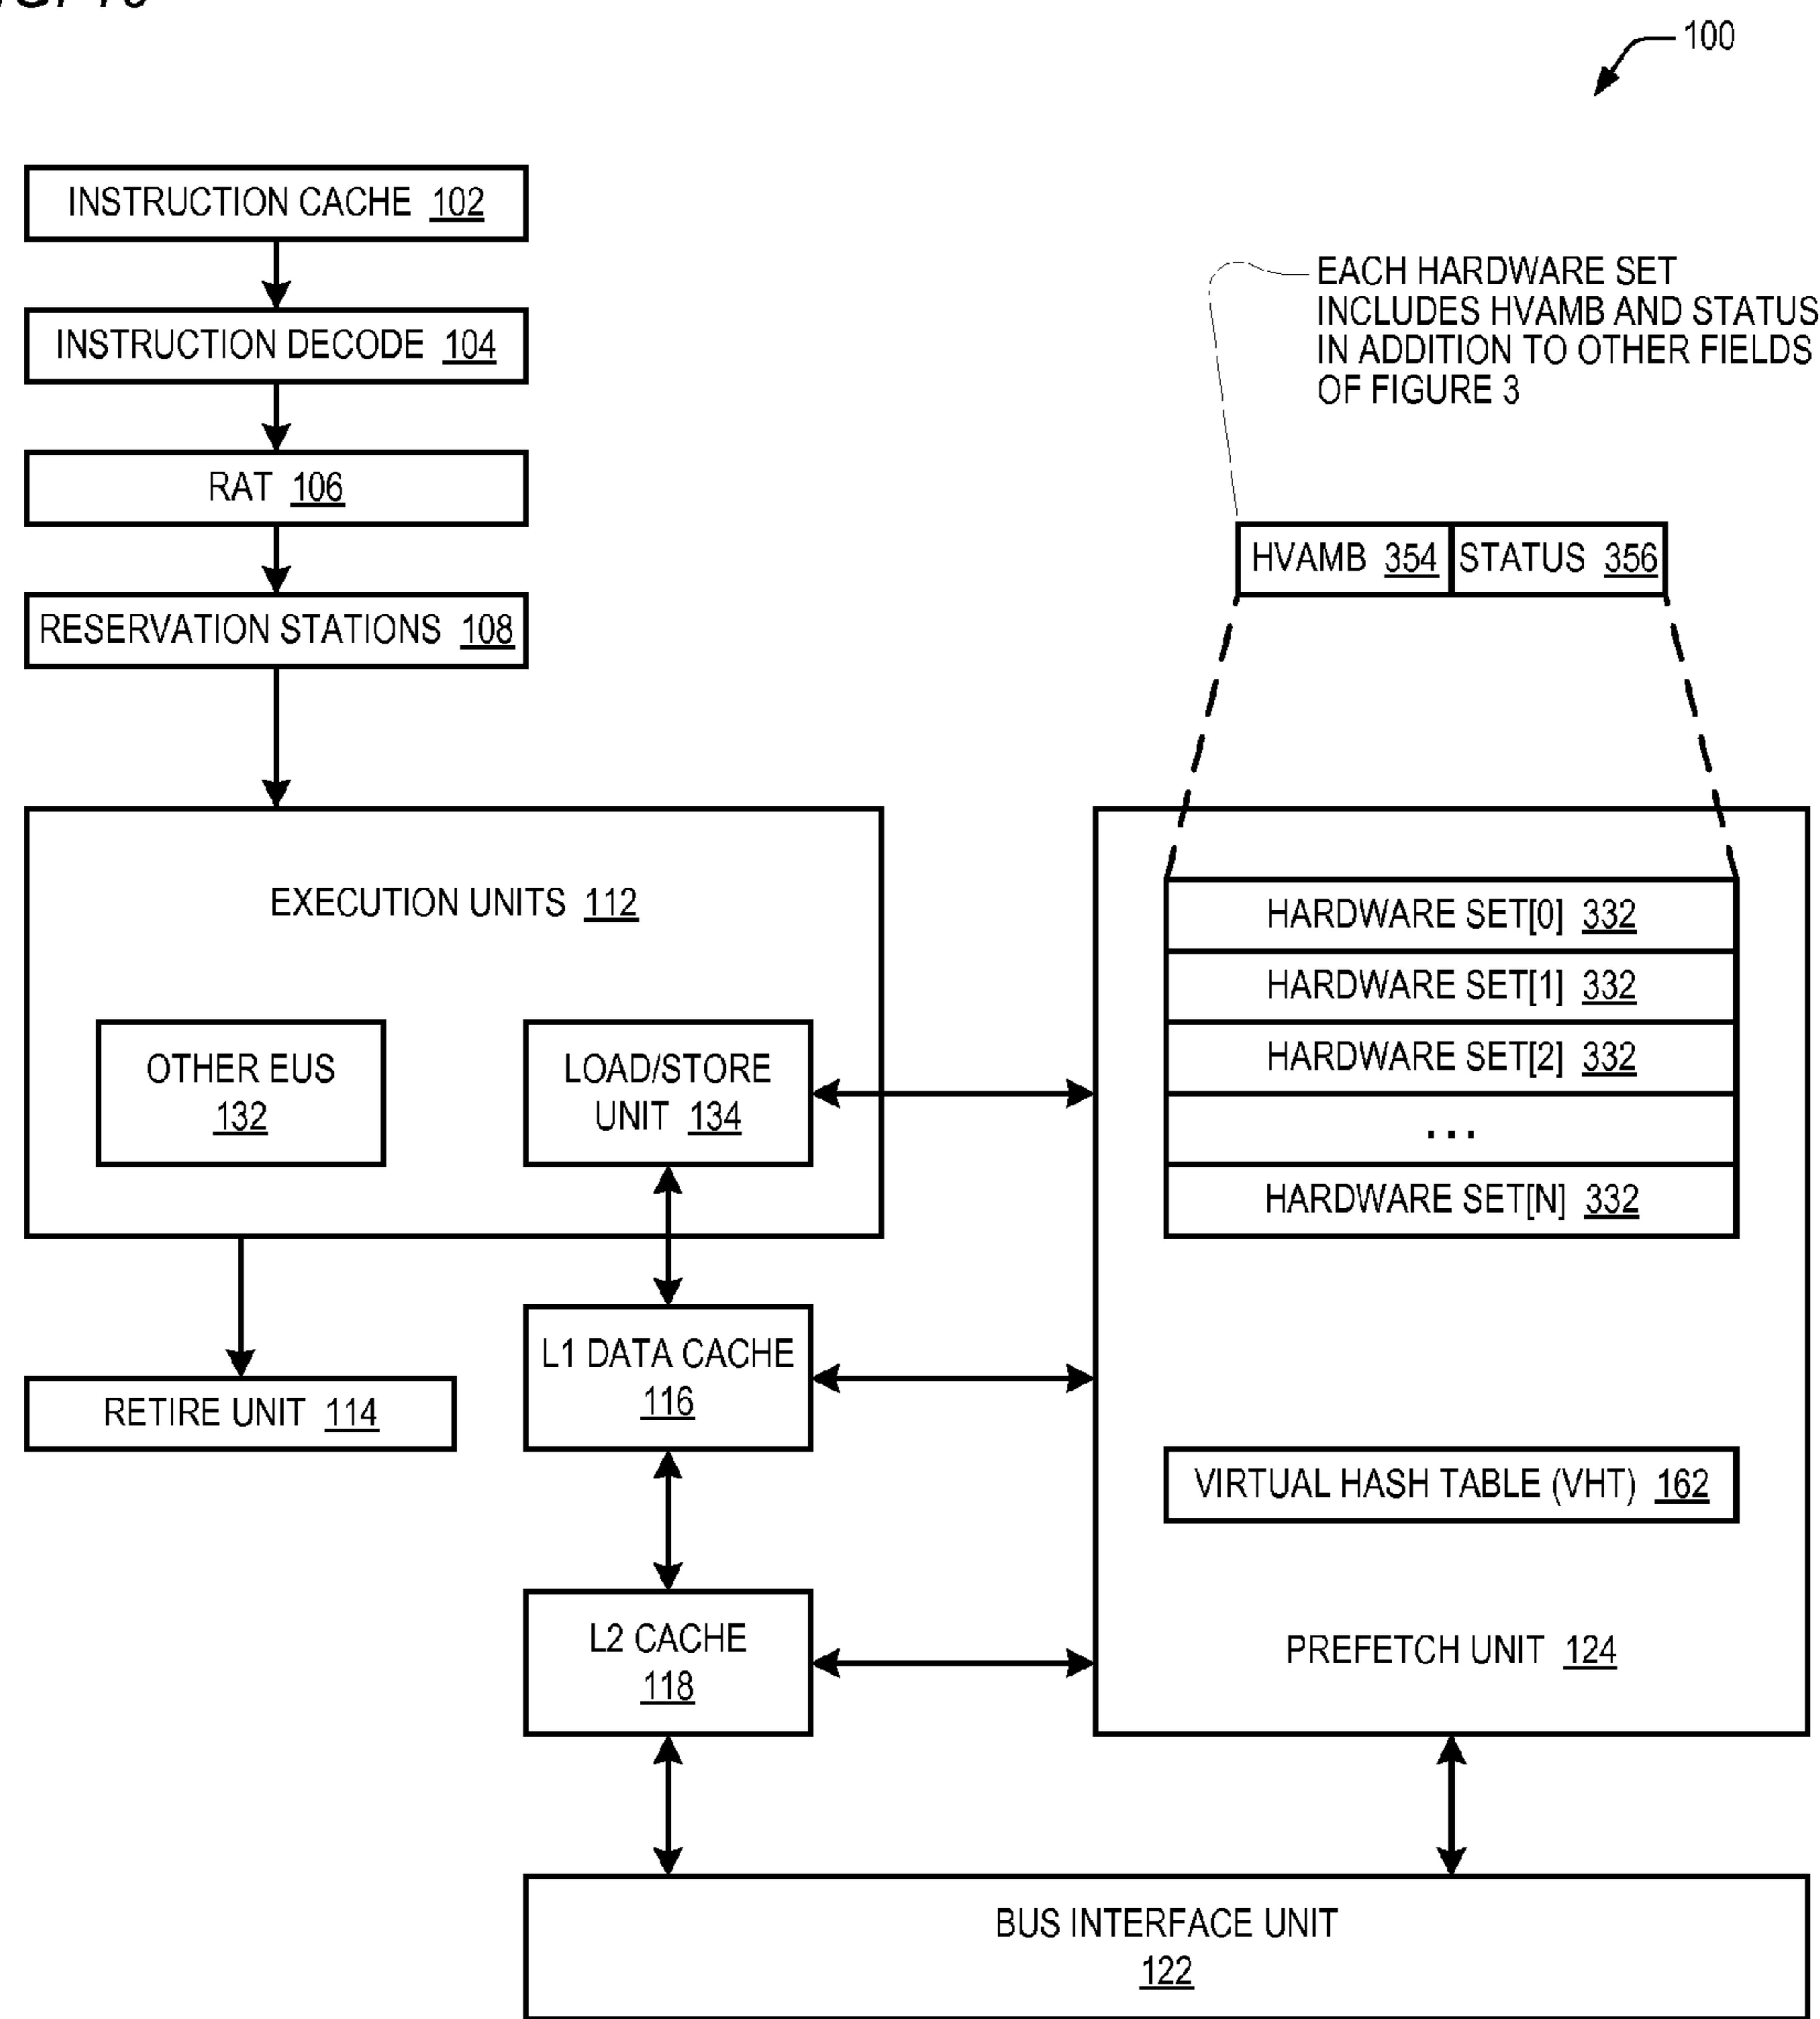 100
INSTRUCTION CACHE 102
INSTRUCTION DECODE 104
RAT 106
RESERVATION STATIONS 108
EACH HARDWARE SET
INCLUDES HVAMB AND STATUS
IN ADDITION TO OTHER FIELDS
OF FIGURE 3
HVAMB 354 STATUS 356
EXECUTION UNITS 112
OTHER EUS
132
LOAD/STORE
UNIT 134
HARDWARE SET[0] 332
HARDWARE SET[1] 332
HARDWARE SET[2] 332
...
HARDWARE SET[N] 332
RETIRE UNIT 114
L1 DATA CACHE
116
VIRTUAL HASH TABLE (VHT) 162
L2 CACHE
118
PREFETCH UNIT 124
BUS INTERFACE UNIT
122